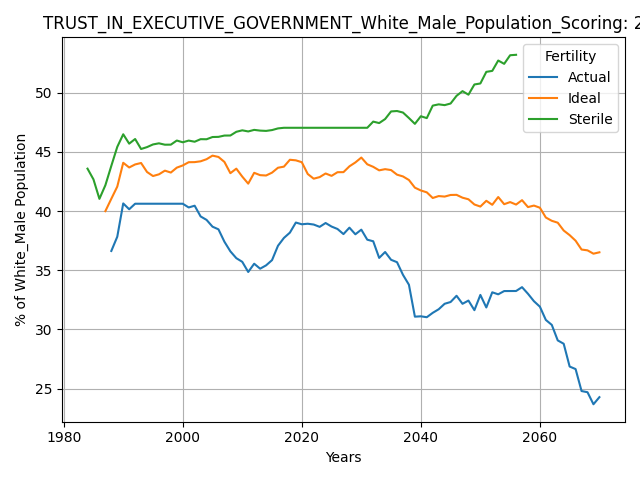 TRUST_IN_EXECUTIVE_GOVERNMENT_White_Male_Population_Scoring: 2
Fertility
Actual
Ideal
Sterile
% of White_Male Population
50
45
40
35
30
25
1980 2000 2020 2040 2060
Years